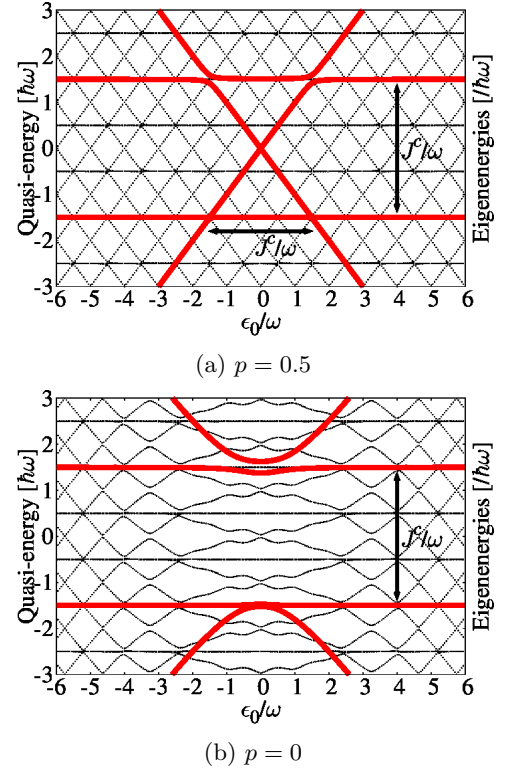 3
2
1
0
-1
-2
-3
Quasi-energy [ħω]
Eigenenergies [/ħω]
J^c/ω
J^c/ω
-6 -5 -4 -3 -2 -1 0 1 2 3 4 5 6
ϵ₀/ω
(a) p = 0.5
3
2
1
0
-1
-2
-3
Quasi-energy [ħω]
Eigenenergies [/ħω]
J^c/ω
-6 -5 -4 -3 -2 -1 0 1 2 3 4 5 6
ϵ₀/ω
(b) p = 0